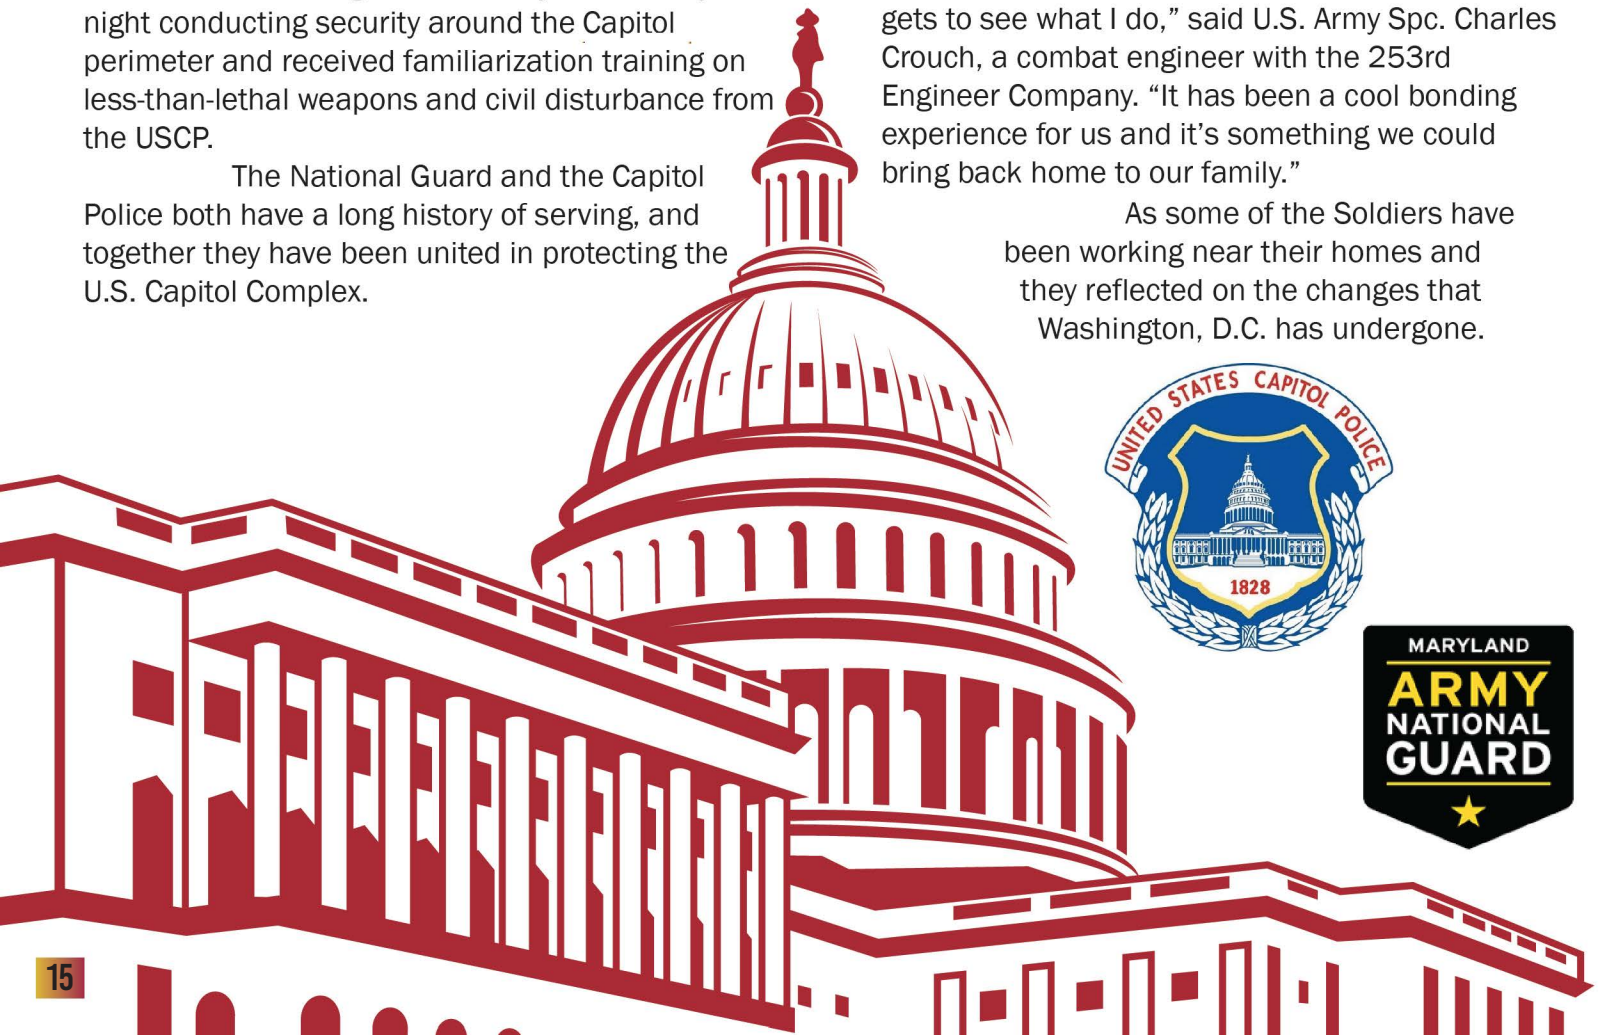 night conducting security around the Capitol
perimeter and received familiarization training on
less-than-lethal weapons and civil disturbance from
the USCP.
The National Guard and the Capitol
Police both have a long history of serving, and
together they have been united in protecting the
U.S. Capitol Complex.
gets to see what I do,” said U.S. Army Spc. Charles
Crouch, a combat engineer with the 253rd
Engineer Company. “It has been a cool bonding
experience for us and it’s something we could
bring back home to our family.”
As some of the Soldiers have
been working near their homes and
they reflected on the changes that
Washington, D.C. has undergone.
UNITED STATES CAPITOL POLICE
1828
MARYLAND
ARMY
NATIONAL
GUARD
15